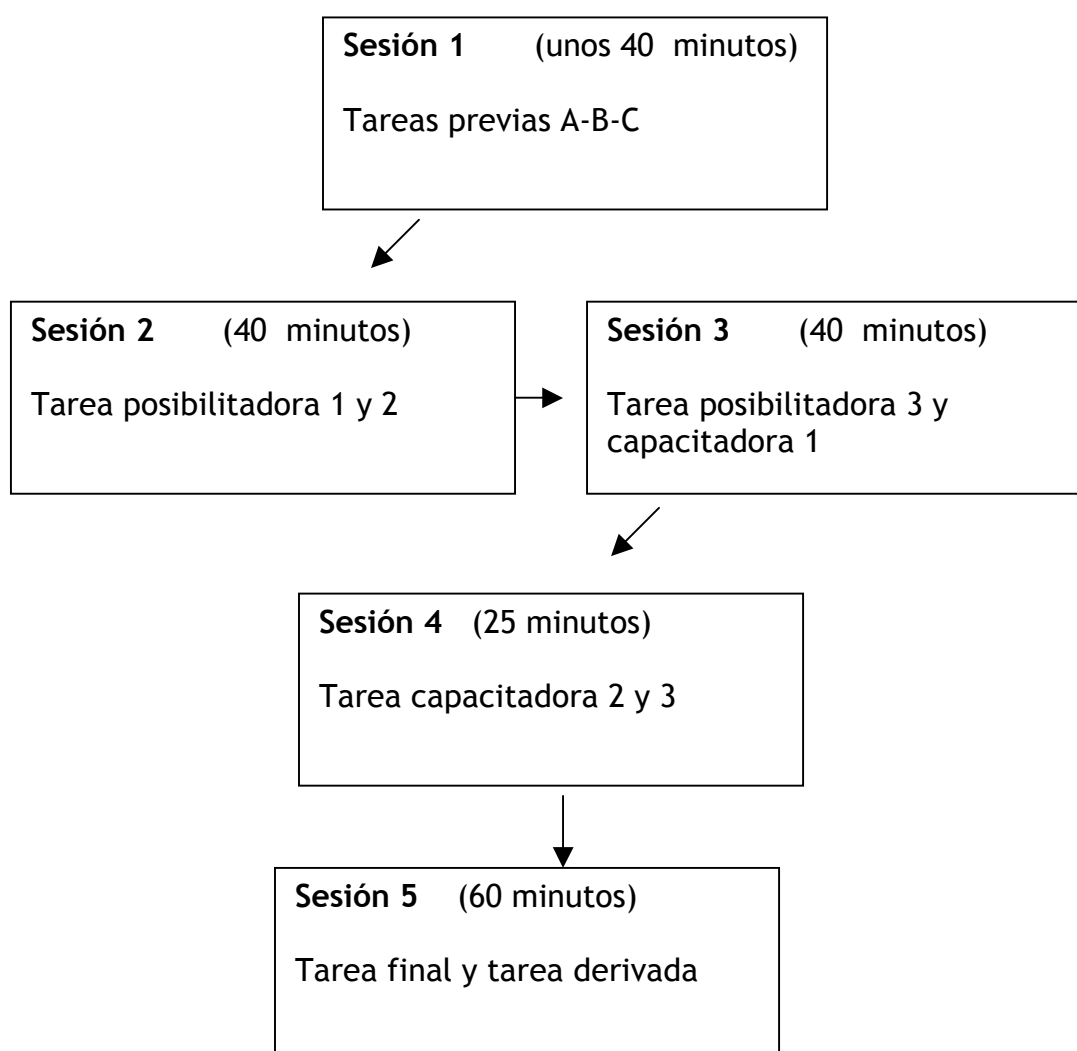 Sesión 1 (unos 40 minutos)
Tareas previas A-B-C
Sesión 2 (40 minutos)
Tarea posibilitadora 1 y 2
Sesión 3 (40 minutos)
Tarea posibilitadora 3 y
capacitadora 1
Sesión 4 (25 minutos)
Tarea capacitadora 2 y 3
Sesión 5 (60 minutos)
Tarea final y tarea derivada